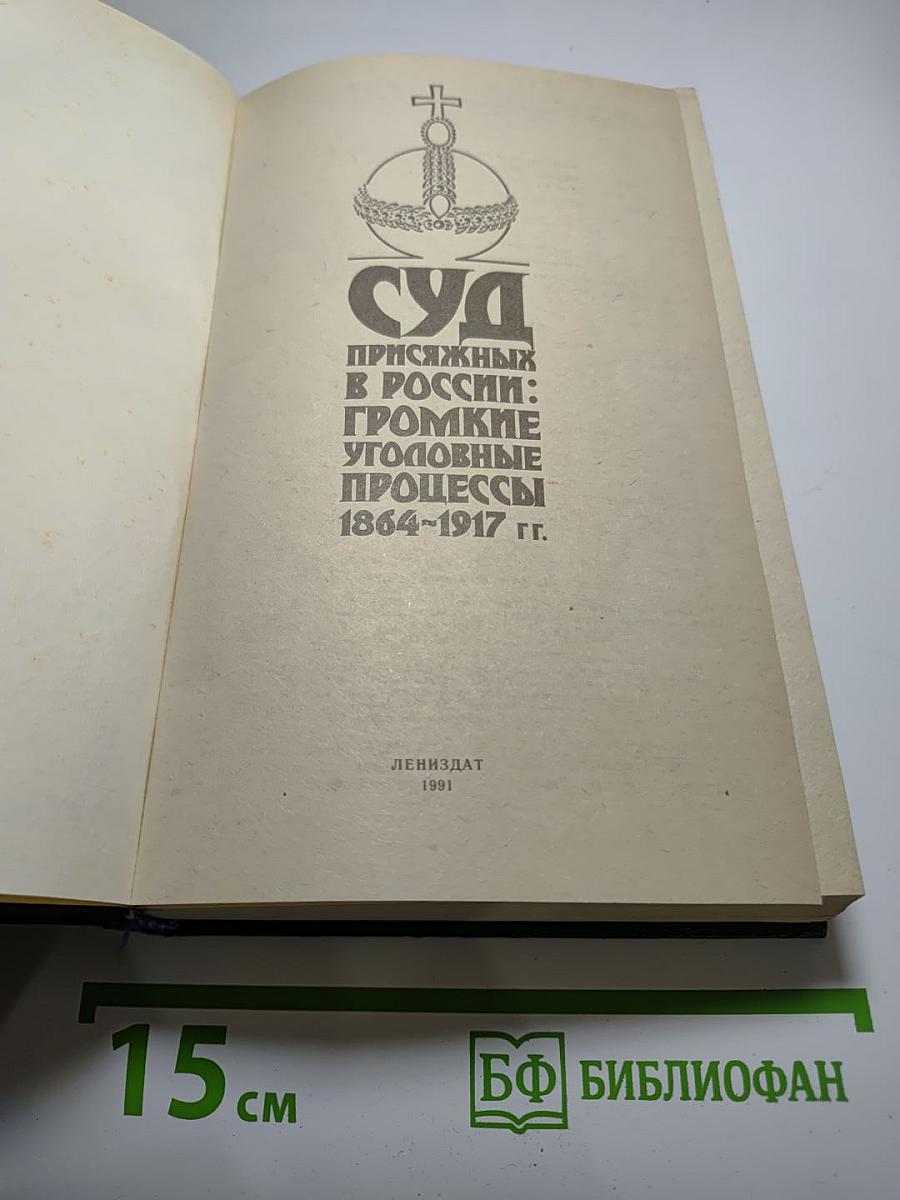 СУД
ПРИСЯЖНЫХ
В РОССИИ:
ГРОМКИЕ
УГОЛОВНЫЕ
ПРОЦЕССЫ
1864~1917 гг.
ЛЕНИЗДАТ
1991
15 см
БФ БИБЛИОФАН